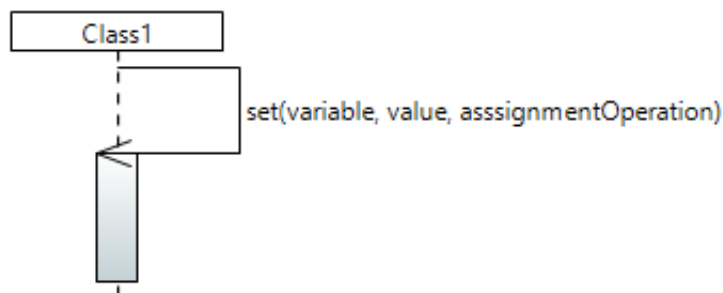 Class1
set(variable, value, asssignmentOperation)